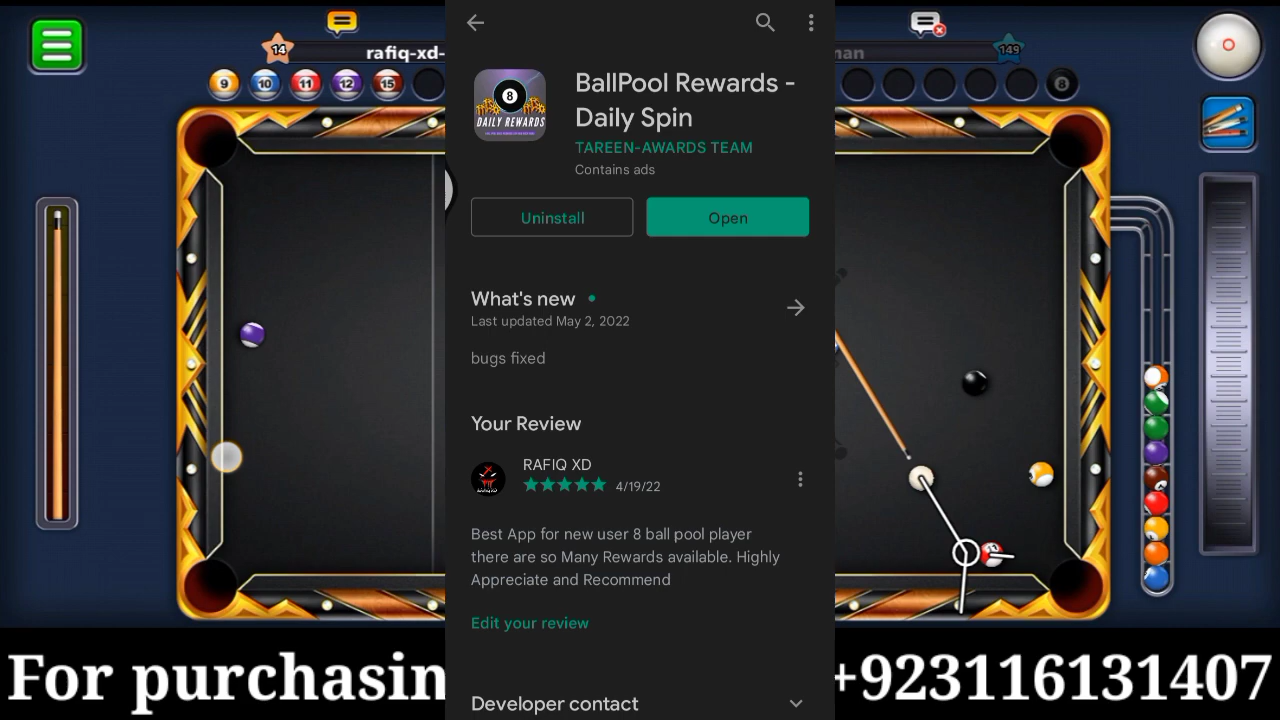 14
rafiq-xd-
man
149
9
10
11
12
15
8
BallPool Rewards -
Daily Spin
8
DAILY REWARDS
TAREEN-AWARDS TEAM
Contains ads
Uninstall
Open
What's new
Last updated May 2, 2022
bugs fixed
Your Review
RAFIQ XD
4/19/22
Best App for new user 8 ball pool player
there are so Many Rewards available. Highly
Appreciate and Recommend
Edit your review
Developer contact
For purchasin
+923116131407